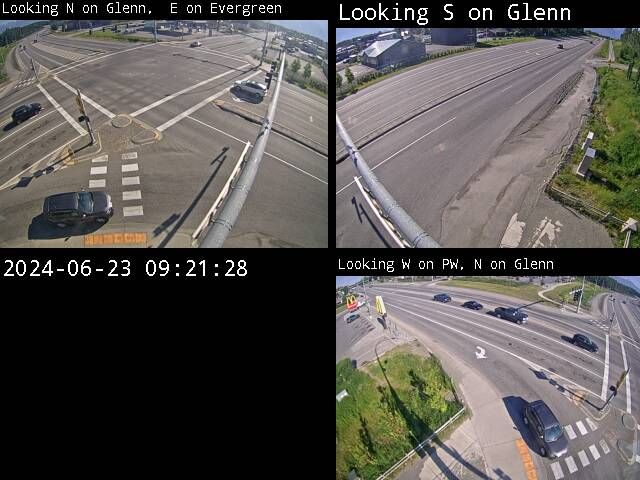 Looking N on Glenn,  E on Evergreen
Looking S on Glenn
2024-06-23 09:21:28
Looking W on PW, N on Glenn